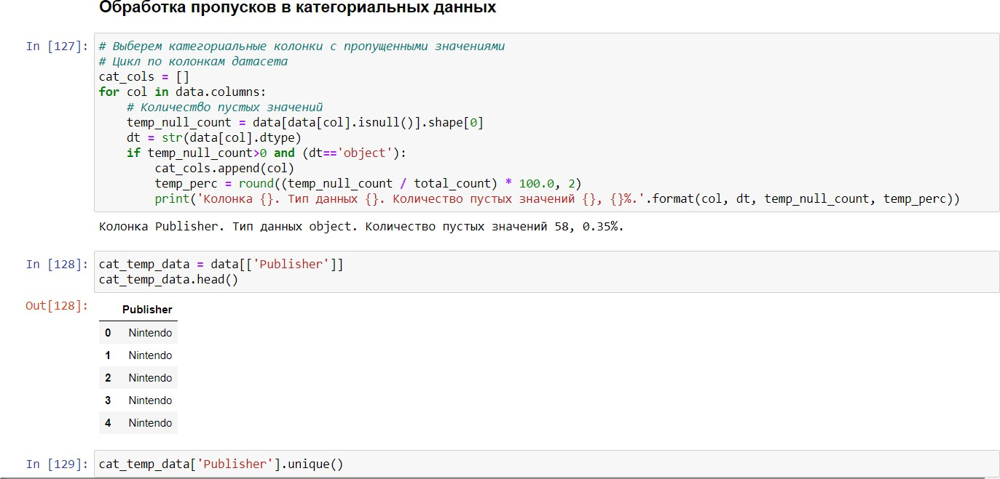 Обработка пропусков в категориальных данных
In [127]: # Выберем категориальные колонки с пропущенными значениями
# Цикл по колонкам датасета
cat_cols = []
for col in data.columns:
    # Количество пустых значений
    temp_null_count = data[data[col].isnull()].shape[0]
    dt = str(data[col].dtype)
    if temp_null_count>0 and (dt=='object'):
        cat_cols.append(col)
        temp_perc = round((temp_null_count / total_count) * 100.0, 2)
        print('Колонка {}. Тип данных {}. Количество пустых значений {}, {}%.'.format(col, dt, temp_null_count, temp_perc))
Колонка Publisher. Тип данных object. Количество пустых значений 58, 0.35%.
In [128]: cat_temp_data = data[['Publisher']]
cat_temp_data.head()
Out[128]:
Publisher
0 Nintendo
1 Nintendo
2 Nintendo
3 Nintendo
4 Nintendo
In [129]: cat_temp_data['Publisher'].unique()